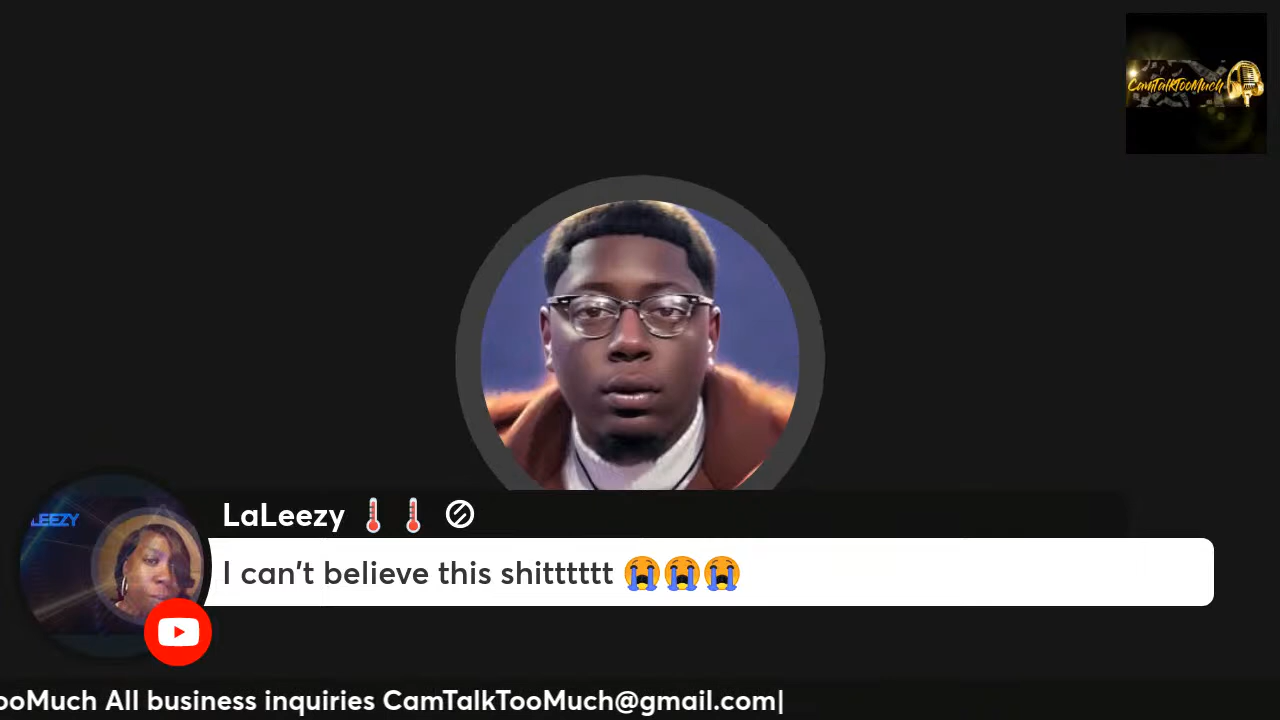 CamTalkTooMuch
LEEZY
LaLeezy 🌡️ 🌡️
I can't believe this shitttttt 😭😭😭
ooMuch All business inquiries CamTalkTooMuch@gmail.com|